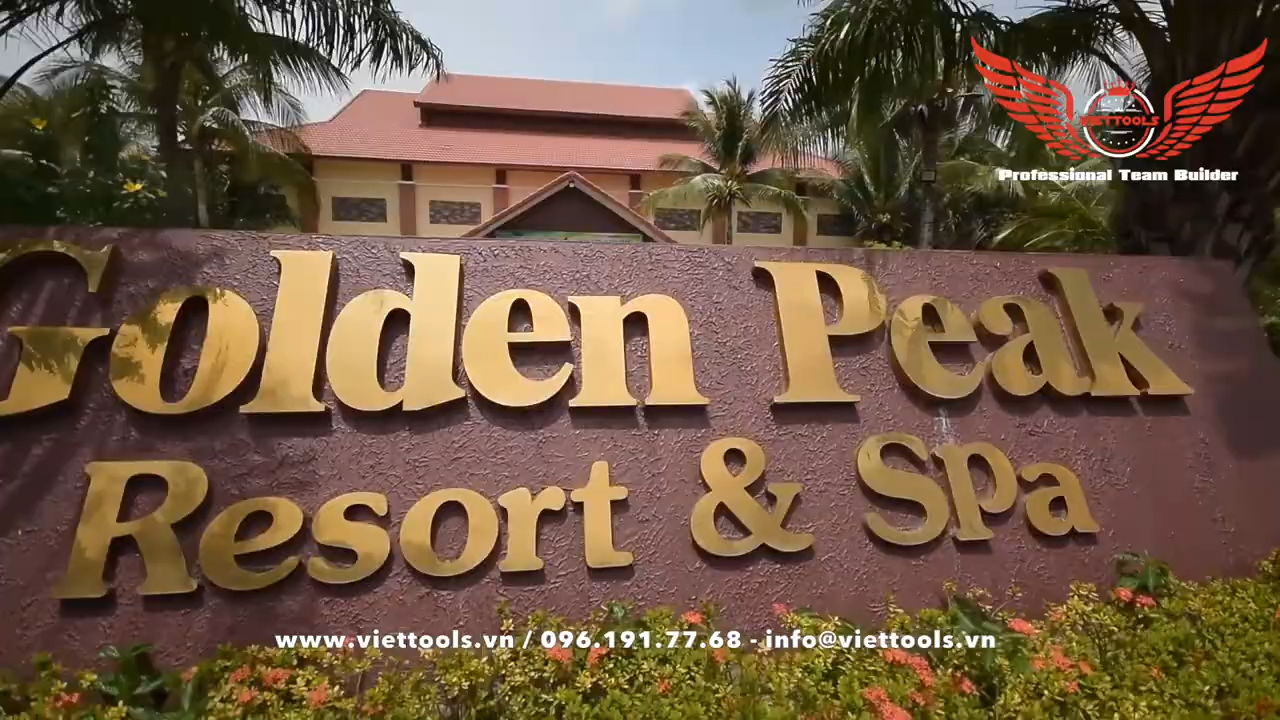 VIETTOOLS
Professional Team Builder
Golden Peak
Resort & Spa
www.viettools.vn / 096.191.77.68 - info@viettools.vn